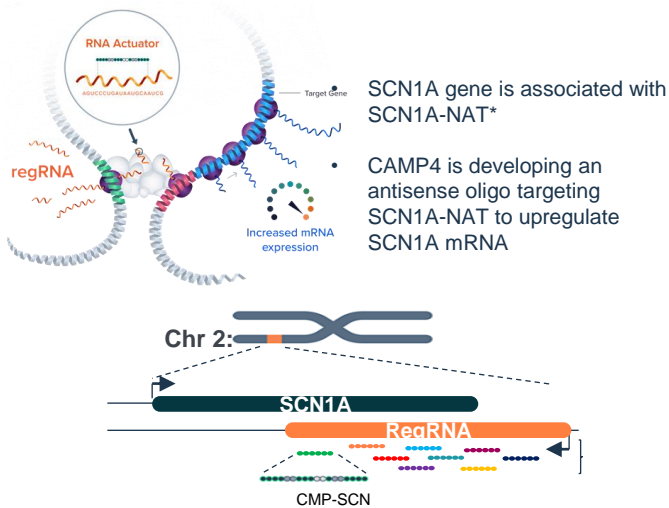 RNA Actuator
AGUCCCUGAUAAUGCAAUCG
regRNA
Target Gene
Increased mRNA
expression
• SCN1A gene is associated with
SCN1A-NAT*
• CAMP4 is developing an
antisense oligo targeting
SCN1A-NAT to upregulate
SCN1A mRNA
Chr 2:
SCN1A
RegRNA
CMP-SCN